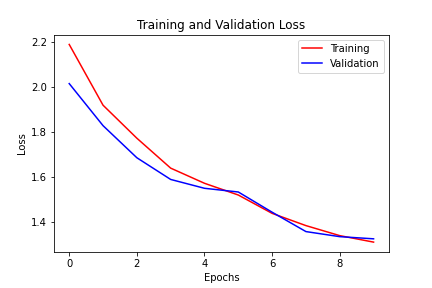 Training and Validation Loss
2.2
2.0
1.8
1.6
1.4
Loss
Training
Validation
0 2 4 6 8
Epochs